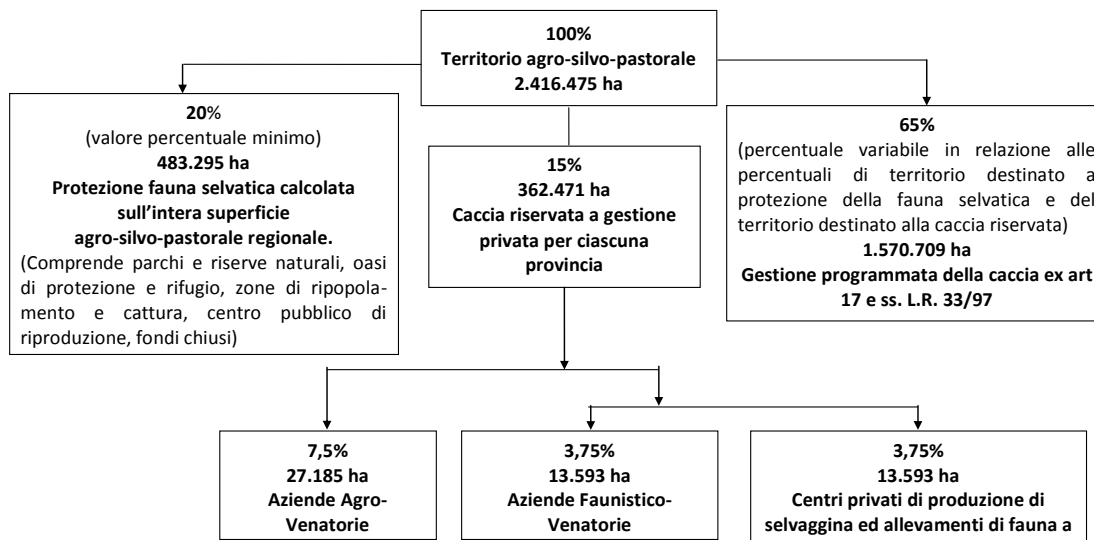 100%
Territorio agro-silvo-pastorale
2.416.475 ha
20%
(valore percentuale minimo)
483.295 ha
Protezione fauna selvatica calcolata
sull'intera superficie
agro-silvo-pastorale regionale.
(Comprende parchi e riserve naturali, oasi
di protezione e rifugio, zone di ripopola-
mento e cattura, centro pubblico di
riproduzione, fondi chiusi)
15%
362.471 ha
Caccia riservata a gestione
privata per ciascuna
provincia
65%
(percentuale variabile in relazione alle
percentuali di territorio destinato a
protezione della fauna selvatica e del
territorio destinato alla caccia riservata)
1.570.709 ha
Gestione programmata della caccia ex art
17 e ss. L.R. 33/97
7,5%
27.185 ha
Aziende Agro-
Venatorie
3,75%
13.593 ha
Aziende Faunistico-
Venatorie
3,75%
13.593 ha
Centri privati di produzione di
selvaggina ed allevamenti di fauna a